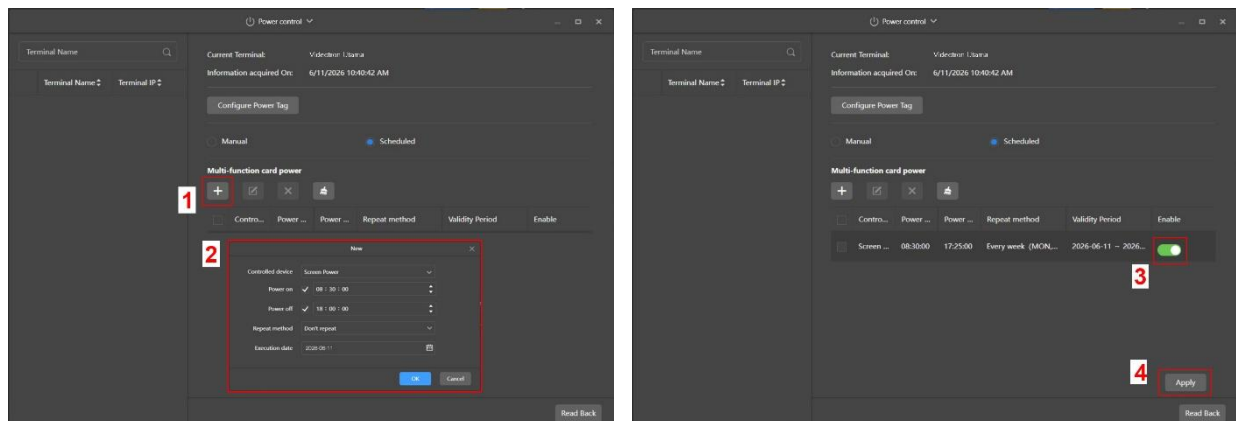 Power control
Terminal Name
Terminal Name
Terminal IP
Current Terminal:
Information acquired On: 6/11/2026 10:40:42 AM
Configure Power Tag
Manual
Scheduled
Multi-function card power
1
Contro... Power ... Power ... Repeat method Validity Period Enable
2
New
Controlled device Screen Power
Power on 08 : 30 : 00
Power off 18 : 00 : 00
Repeat method Don't repeat
Execution date 2026-06-11
OK Cancel
Read Back
Power control
Terminal Name
Terminal Name
Terminal IP
Current Terminal:
Information acquired On: 6/11/2026 10:40:42 AM
Configure Power Tag
Manual
Scheduled
Multi-function card power
Contro... Power ... Power ... Repeat method Validity Period Enable
Screen ... 08:30:00 17:25:00 Every week (MON,... 2026-06-11 ~ 2026...
3
4
Apply
Read Back